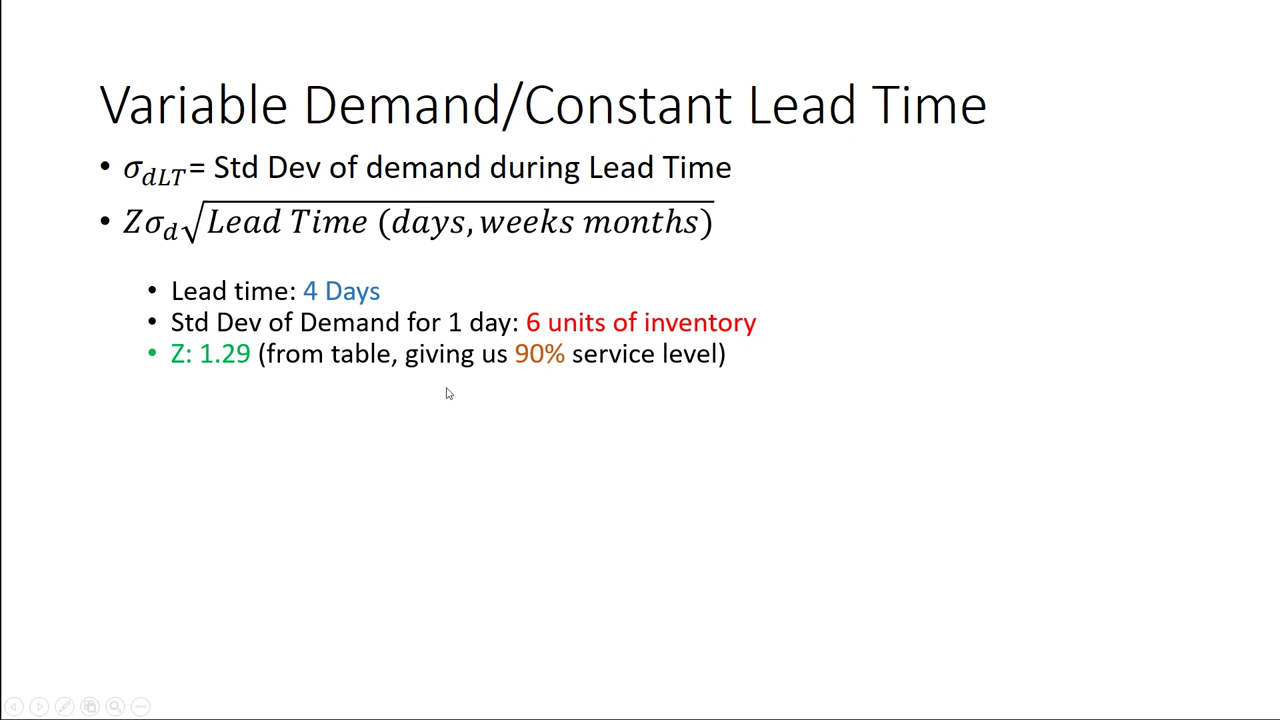 Variable Demand/Constant Lead Time
• σ_dLT= Std Dev of demand during Lead Time
• Zσ_d√Lead Time (days, weeks months)
• Lead time: 4 Days
• Std Dev of Demand for 1 day: 6 units of inventory
• Z: 1.29 (from table, giving us 90% service level)